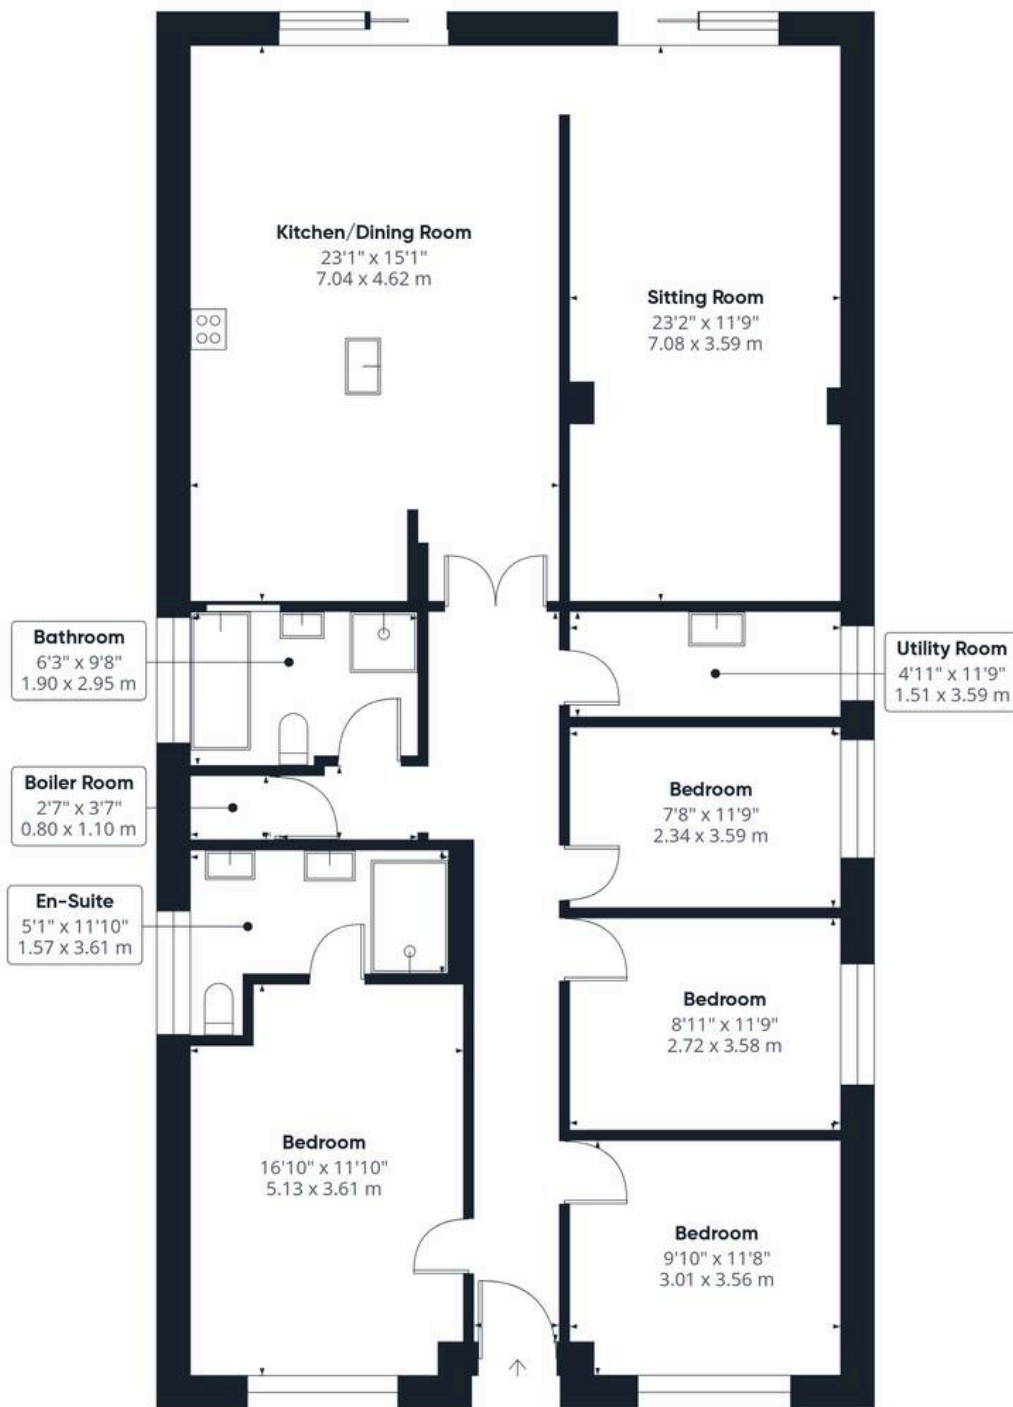 Kitchen/Dining Room
23'1" x 15'1"
7.04 x 4.62 m
Sitting Room
23'2" x 11'9"
7.08 x 3.59 m
Bathroom
6'3" x 9'8"
1.90 x 2.95 m
Utility Room
4'11" x 11'9"
1.51 x 3.59 m
Boiler Room
2'7" x 3'7"
0.80 x 1.10 m
Bedroom
7'8" x 11'9"
2.34 x 3.59 m
En-Suite
5'1" x 11'10"
1.57 x 3.61 m
Bedroom
8'11" x 11'9"
2.72 x 3.58 m
Bedroom
16'10" x 11'10"
5.13 x 3.61 m
Bedroom
9'10" x 11'8"
3.01 x 3.56 m